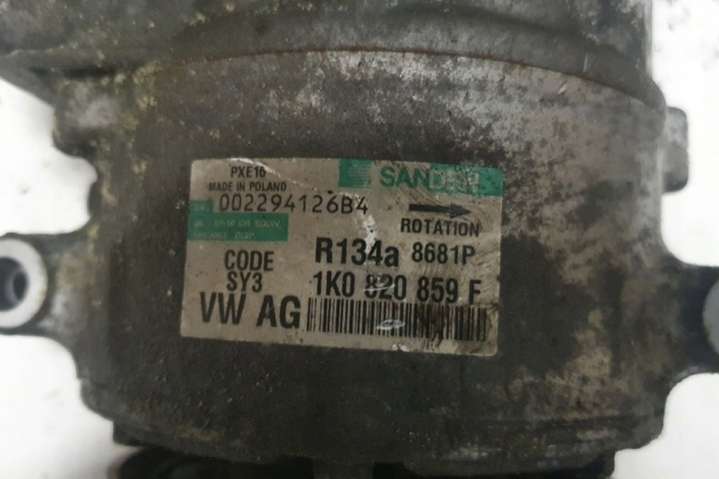 PXE16
MADE IN POLAND
SANDEN
002294126B4
ROTATION
R134a 8681P
CODE
SY3
1K0 820 859 F
VW AG